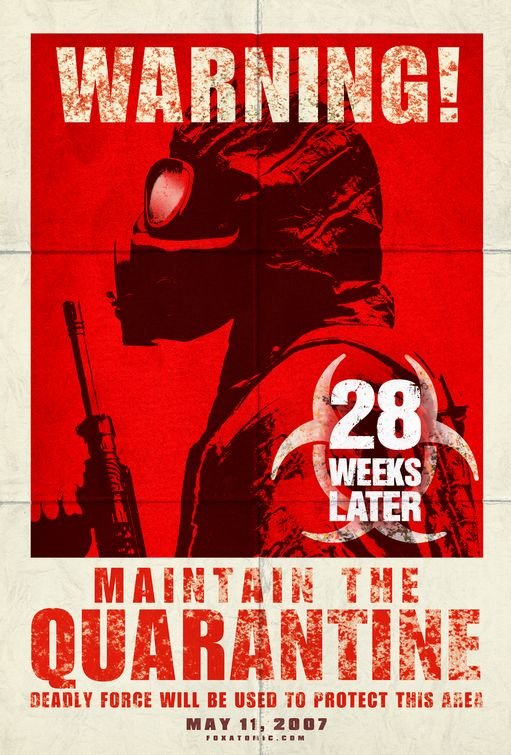 WARNING!
28
WEEKS
LATER
MAINTAIN THE
QUARANTINE
DEADLY FORCE WILL BE USED TO PROTECT THIS AREA
MAY 11, 2007
FOXATOMIC.COM